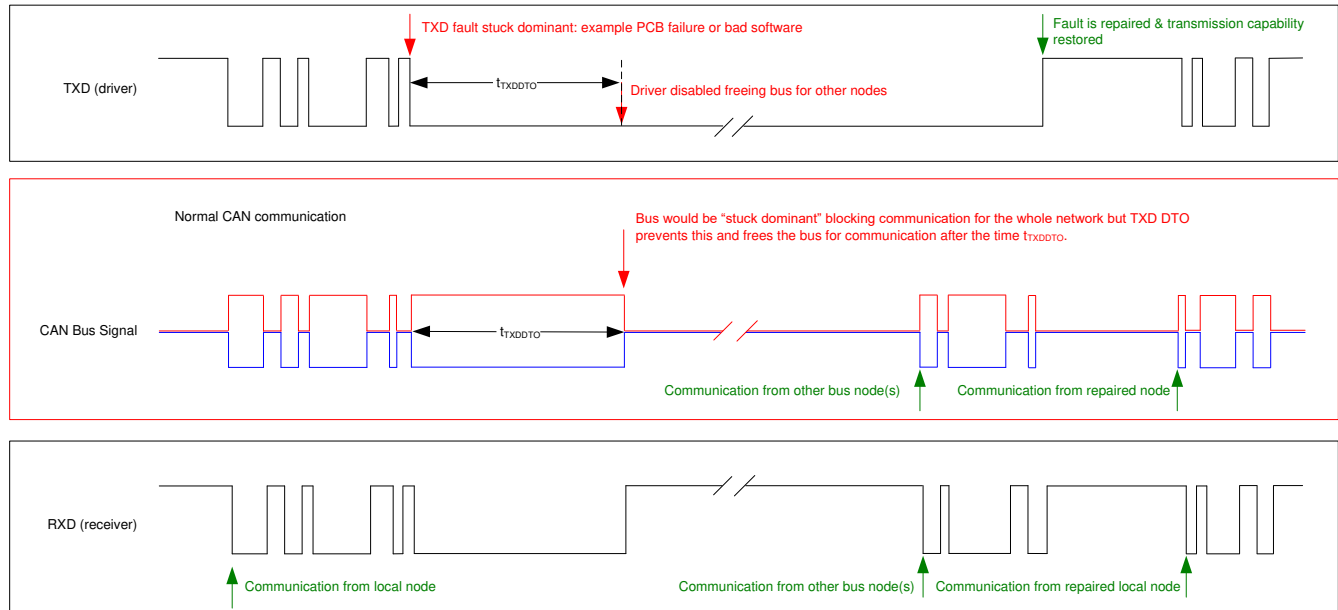 TXD fault stuck dominant: example PCB failure or bad software
Fault is repaired & transmission capability
restored
TXD (driver)
tTXDDTO
Driver disabled freeing bus for other nodes
Normal CAN communication
Bus would be “stuck dominant” blocking communication for the whole network but TXD DTO
prevents this and frees the bus for communication after the time tTXDDTO.
CAN Bus Signal
tTXDDTO
Communication from other bus node(s)
Communication from repaired node
RXD (receiver)
Communication from local node
Communication from other bus node(s)
Communication from repaired local node